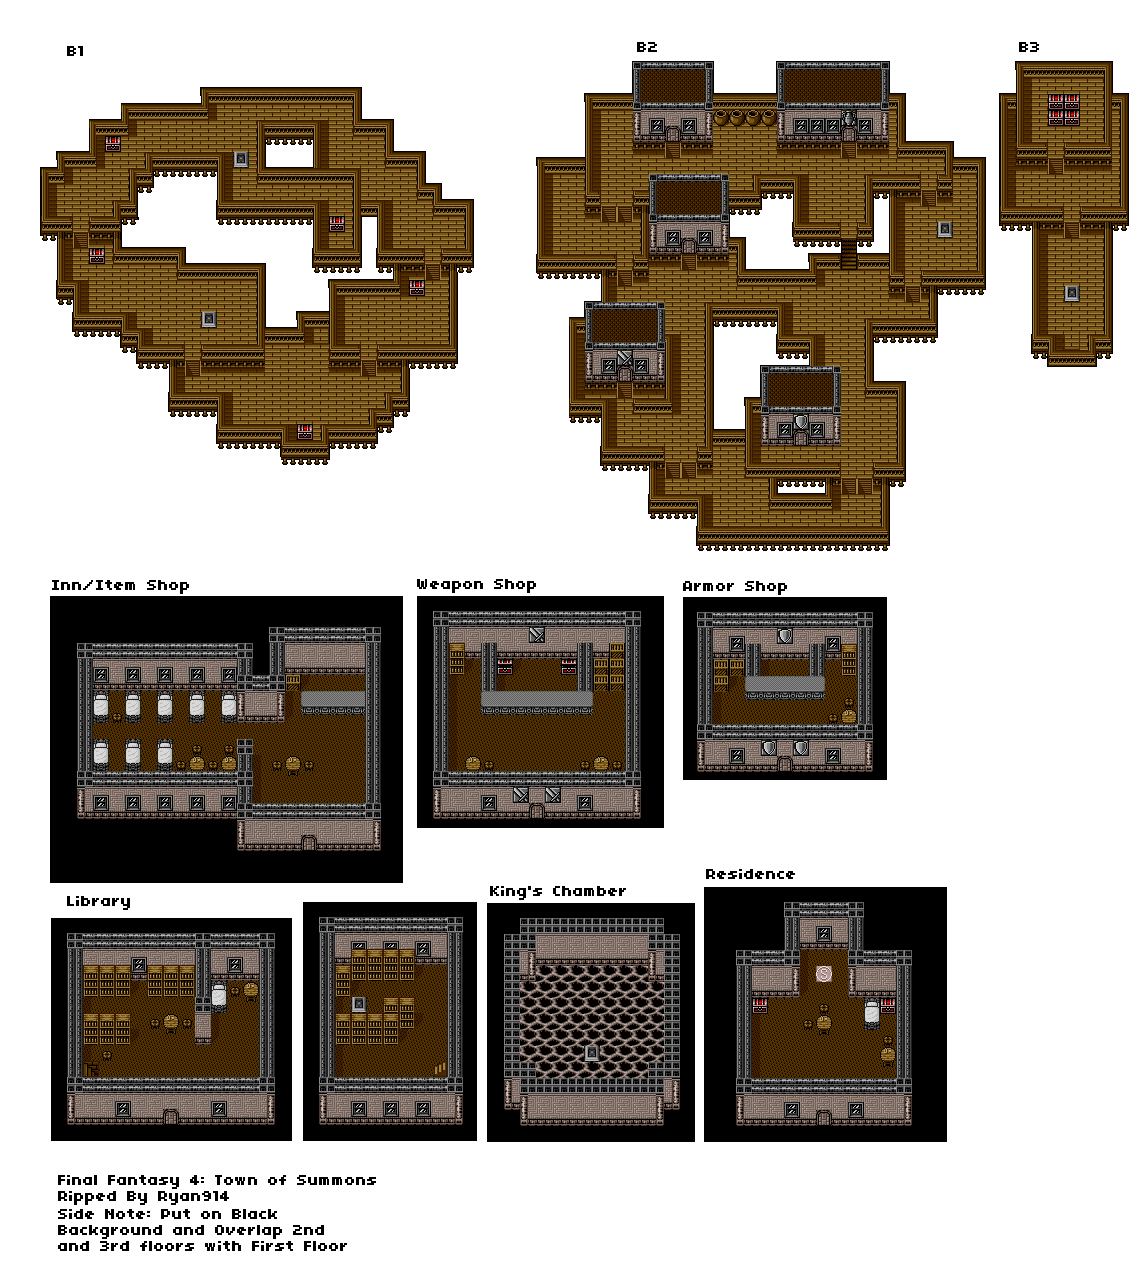 B1
B2
B3
Inn/Item Shop
Weapon Shop
Armor Shop
Library
King's Chamber
Residence
S
Final Fantasy 4: Town of Summons
Ripped By Ryan914
Side Note: Put on Black
Background and Overlap 2nd
and 3rd floors with First Floor